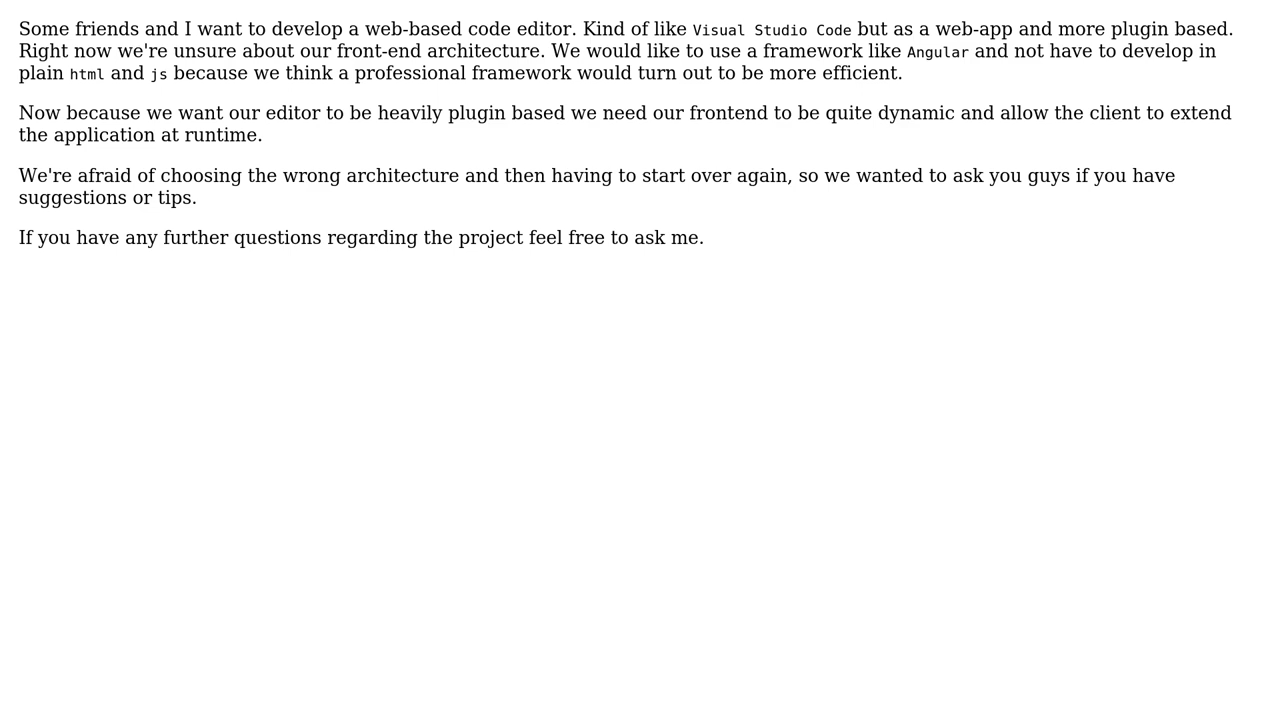 Some friends and I want to develop a web-based code editor. Kind of like Visual Studio Code but as a web-app and more plugin based.
Right now we're unsure about our front-end architecture. We would like to use a framework like Angular and not have to develop in
plain html and js because we think a professional framework would turn out to be more efficient.
Now because we want our editor to be heavily plugin based we need our frontend to be quite dynamic and allow the client to extend
the application at runtime.
We're afraid of choosing the wrong architecture and then having to start over again, so we wanted to ask you guys if you have
suggestions or tips.
If you have any further questions regarding the project feel free to ask me.